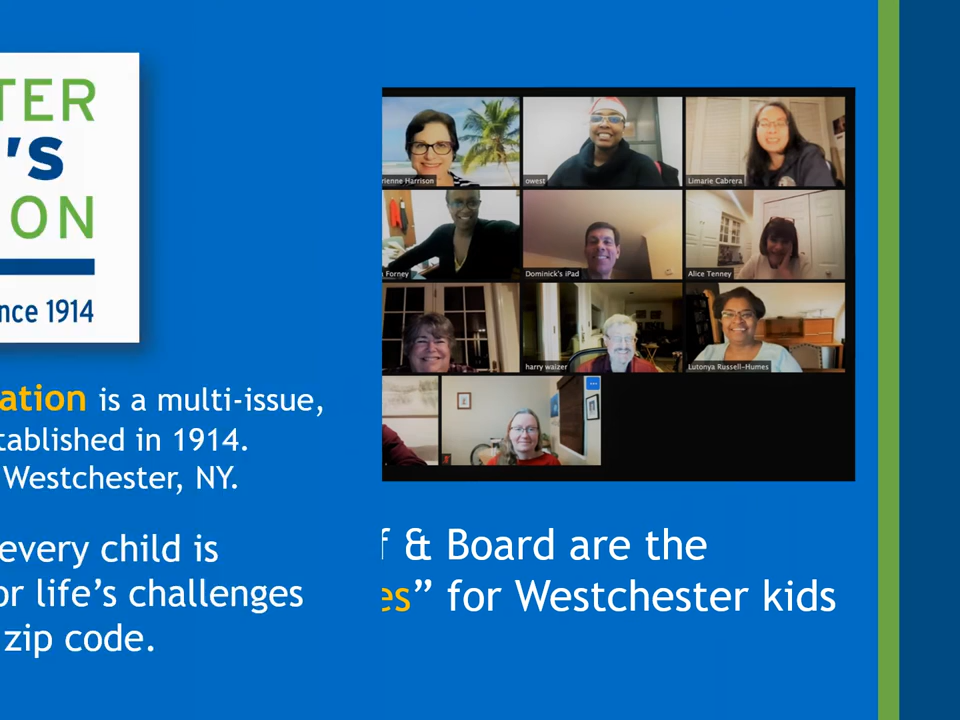 TER
'S
ION
nce 1914
ation is a multi-issue,
tablished in 1914.
Westchester, NY.
every child is
or life's challenges
zip code.
rienne Harrison
owest
Limarie Cabrera
Forney
Dominick's iPad
Alice Tenney
harry walzer
Lutonya Russell-Humes
f & Board are the
es” for Westchester kids